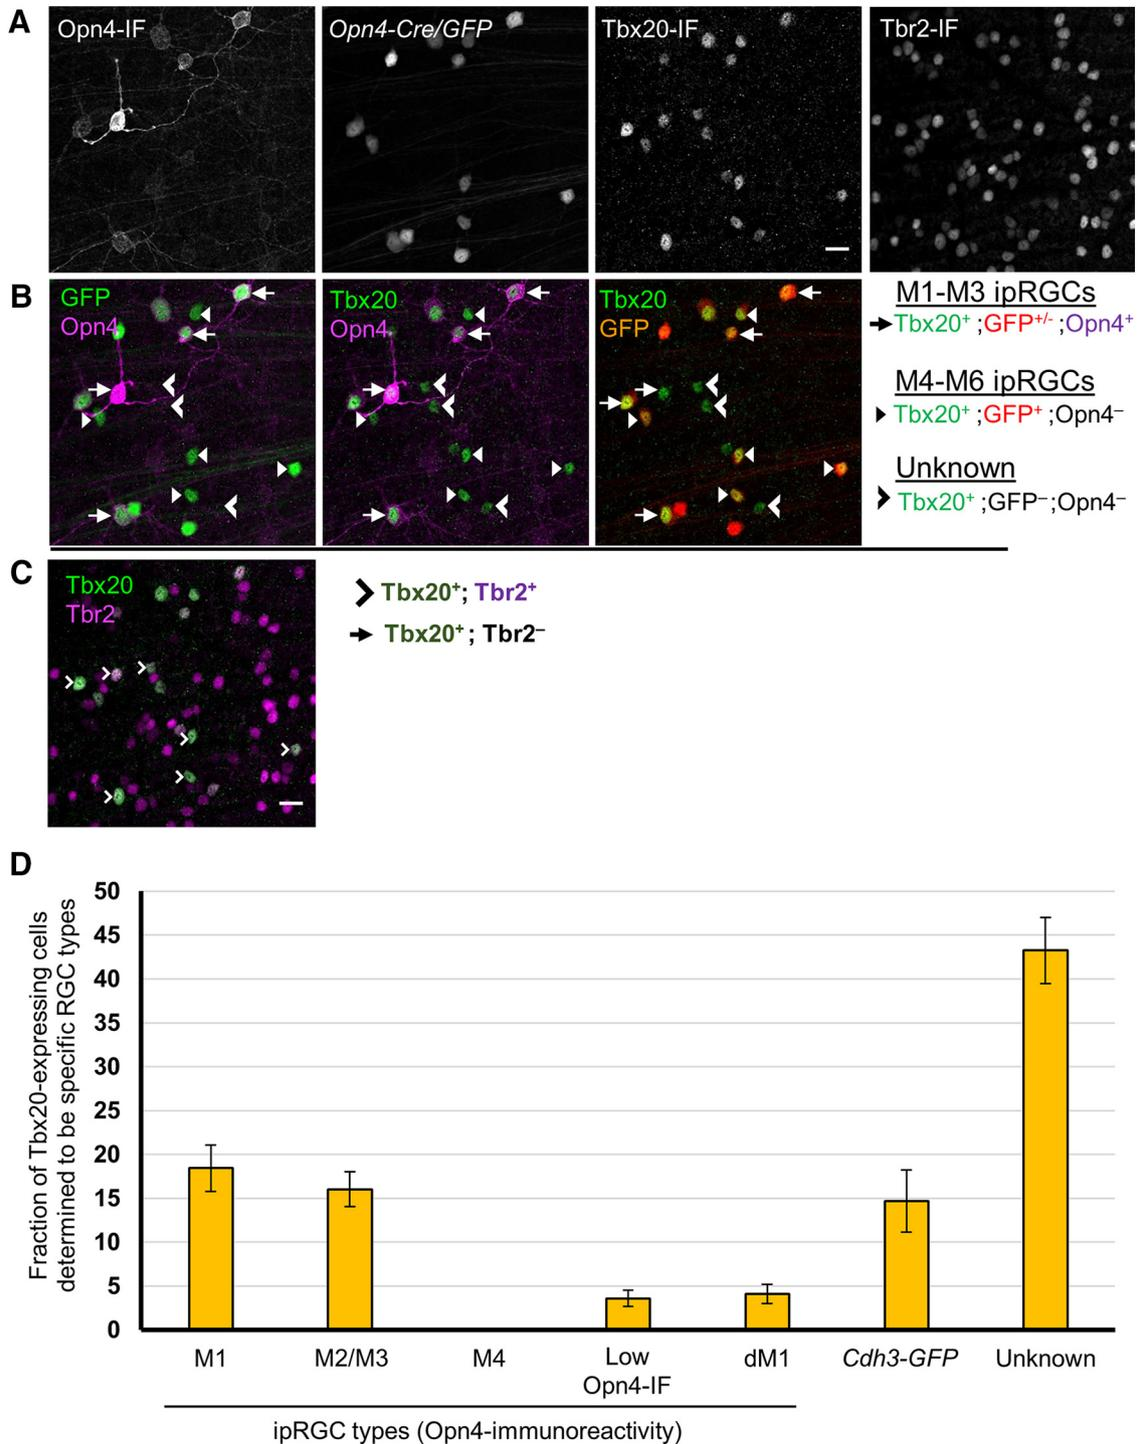 A
Opn4-IF
Opn4-Cre/GFP
Tbx20-IF
Tbr2-IF
B
GFP
Opn4
Tbx20
Opn4
Tbx20
GFP
M1-M3 ipRGCs
Tbx20+ ;GFP+/- ;Opn4+
M4-M6 ipRGCs
Tbx20+ ;GFP+ ;Opn4–
Unknown
Tbx20+ ;GFP– ;Opn4–
C
Tbx20
Tbr2
Tbx20+; Tbr2+
Tbx20+ ; Tbr2–
D
Fraction of Tbx20-expressing cells
determined to be specific RGC types
50
45
40
35
30
25
20
15
10
5
0
M1
M2/M3
M4
Low
Opn4-IF
dM1
Cdh3-GFP
Unknown
ipRGC types (Opn4-immunoreactivity)